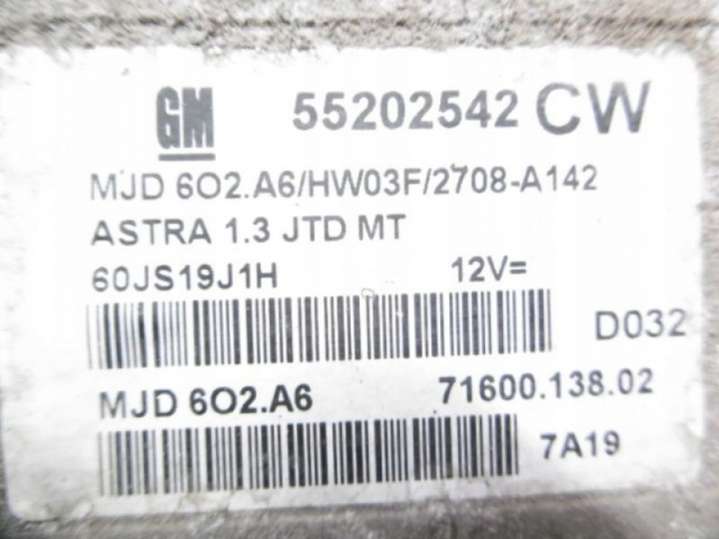 GM 55202542 CW
MJD 6O2.A6/HW03F/2708-A142
ASTRA 1.3 JTD MT
60JS19J1H 12V=
D032
MJD 6O2.A6 71600.138.02
7A19